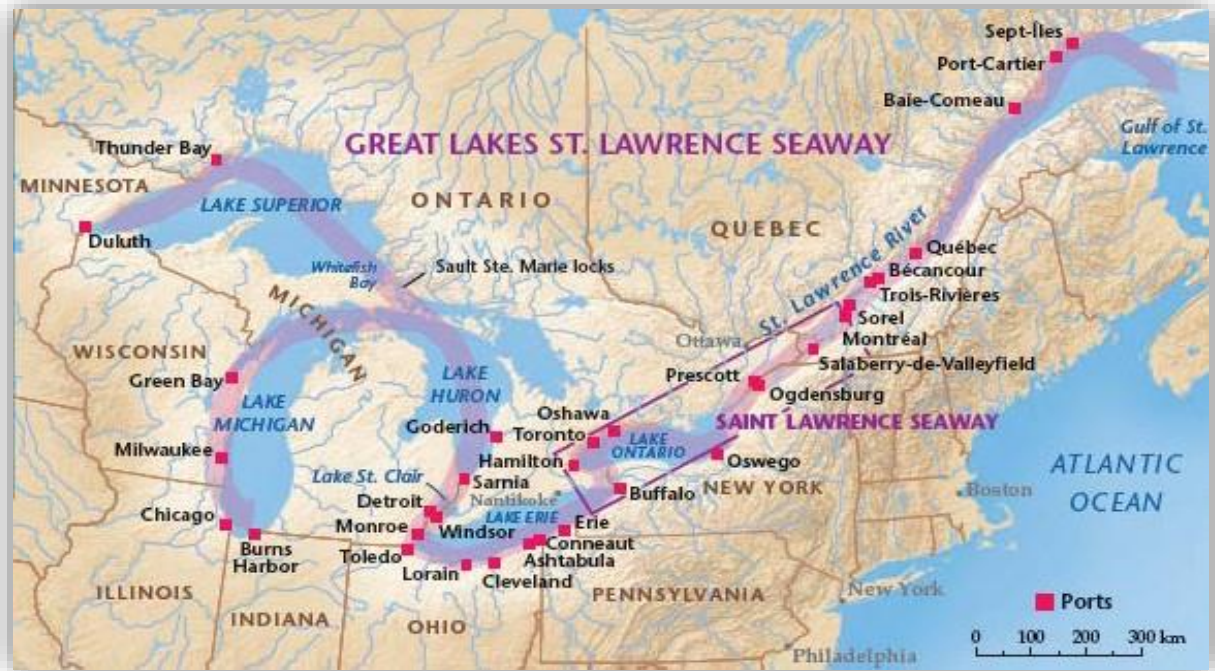 Sept-Îles
Port-Cartier
Baie-Comeau
Gulf of St.
Lawrence
GREAT LAKES ST. LAWRENCE SEAWAY
Thunder Bay
MINNESOTA
LAKE SUPERIOR
ONTARIO
QUEBEC
Duluth
Québec
Whitefish
Bay
Sault Ste. Marie locks
Bécancour
St. Lawrence River
Trois-Rivières
MICHIGAN
Sorel
Ottawa
Montréal
WISCONSIN
Salaberry-de-Valleyfield
Green Bay
LAKE
HURON
Prescott
Ogdensburg
LAKE
MICHIGAN
Goderich
Oshawa
SAINT LAWRENCE SEAWAY
Toronto
LAKE
ONTARIO
Milwaukee
Hamilton
Oswego
ATLANTIC
OCEAN
Lake St. Clair
Sarnia
Nantikoke
Buffalo
NEW YORK
Boston
Detroit
Chicago
Monroe
Windsor
LAKE ERIE
Erie
Burns
Harbor
Toledo
Conneaut
Ashtabula
Lorain
Cleveland
ILLINOIS
INDIANA
OHIO
PENNSYLVANIA
New York
Ports
0 100 200 300 km
Philadelphia